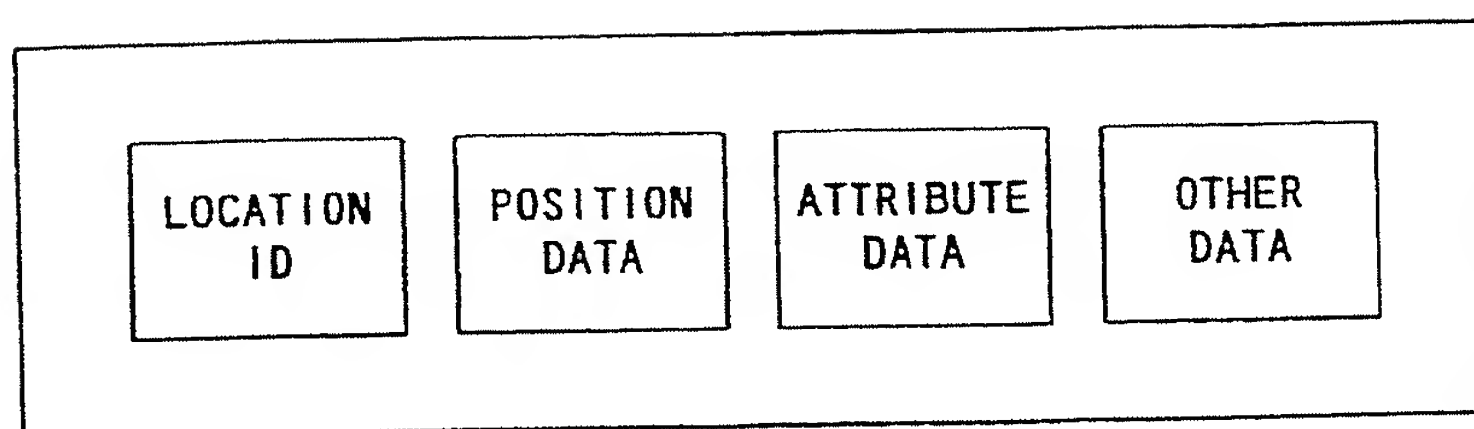 LOCATION
ID
POSITION
DATA
ATTRIBUTE
DATA
OTHER
DATA